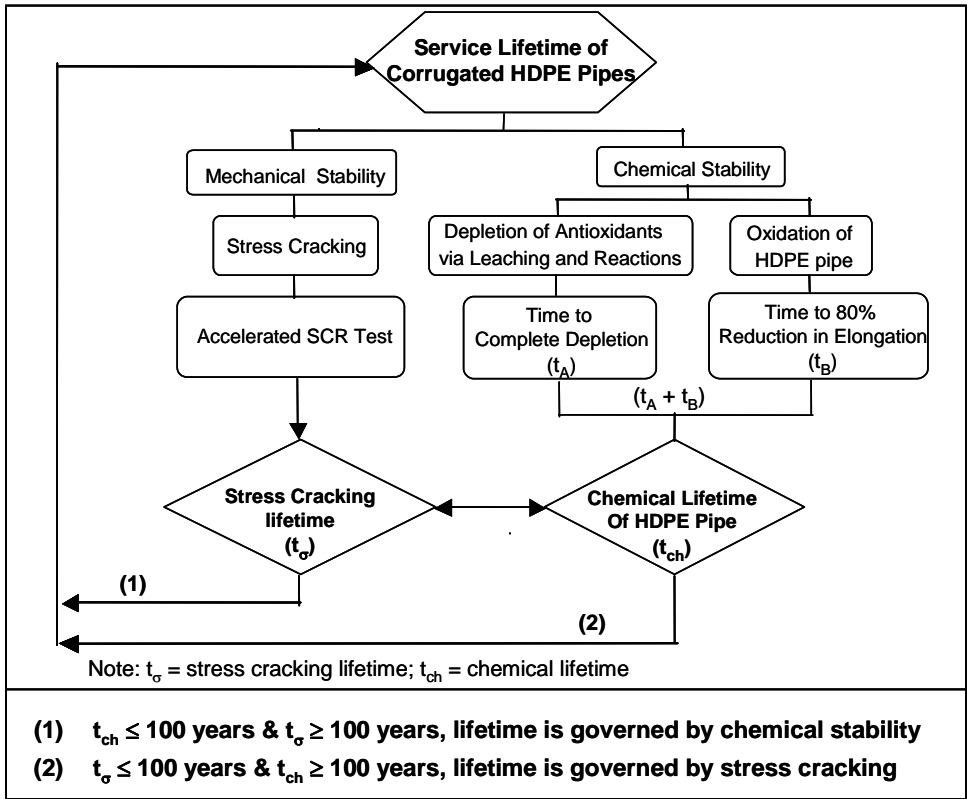 Service Lifetime of
Corrugated HDPE Pipes
Mechanical Stability
Chemical Stability
Stress Cracking
Depletion of Antioxidants
via Leaching and Reactions
Oxidation of
HDPE pipe
Accelerated SCR Test
Time to
Complete Depletion
(tA)
Time to 80%
Reduction in Elongation
(tB)
(tA + tB)
Stress Cracking
lifetime
(tσ)
Chemical Lifetime
Of HDPE Pipe
(tch)
(1)
(2)
Note: tσ = stress cracking lifetime; tch = chemical lifetime
(1) tch ≤ 100 years & tσ ≥ 100 years, lifetime is governed by chemical stability
(2) tσ ≤ 100 years & tch ≥ 100 years, lifetime is governed by stress cracking